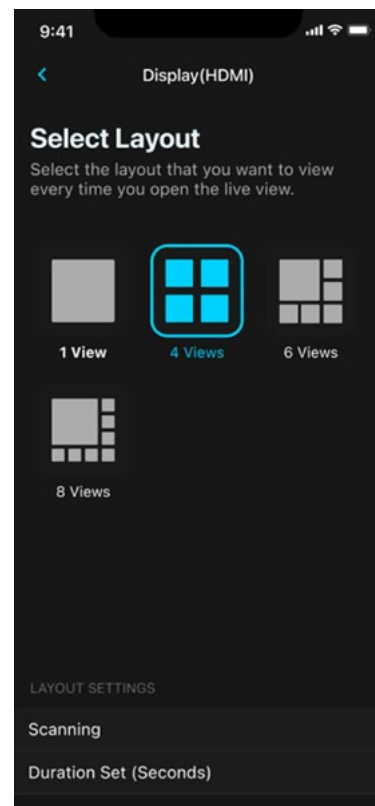 9:41
Display(HDMI)
Select Layout
Select the layout that you want to view
every time you open the live view.
1 View
4 Views
6 Views
8 Views
LAYOUT SETTINGS
Scanning
Duration Set (Seconds)